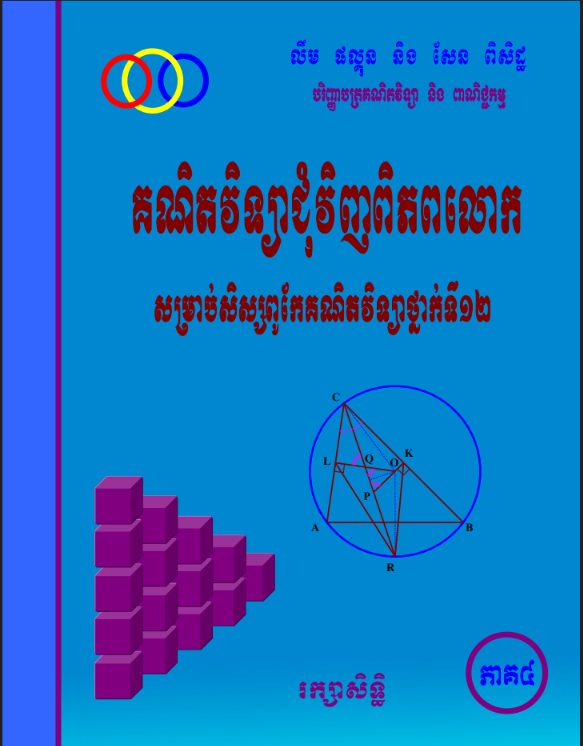 លឹម ផល្គុន និង សែន ពិសិដ្ឋ
បរិញ្ញាបត្រគណិតវិទ្យា និង ពាណិជ្ជកម្ម
គណិតវិទ្យាជុំវិញពិភពលោក
សម្រាប់សិស្សពូកែគណិតវិទ្យាថ្នាក់ទី១២
C
K
L
Q
O
P
A
B
R
រក្សាសិទ្ធិ
ភាគ៤